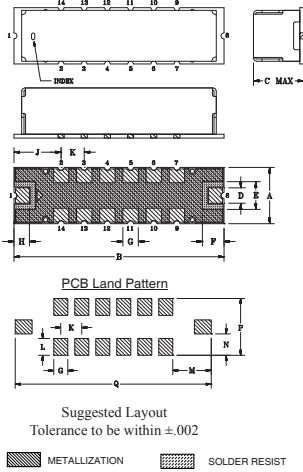 14 13 12 11 10 9
1
8
INDEX
2 3 4 5 6 7
C MAX
J
K
2 3 4 5 6 7
1
8
D
E
A
14 13 12 11 10 9
H
G
F
B
PCB Land Pattern
K
P
L
N
G
M
Q
Suggested Layout
Tolerance to be within ±.002
METALLIZATION
SOLDER RESIST